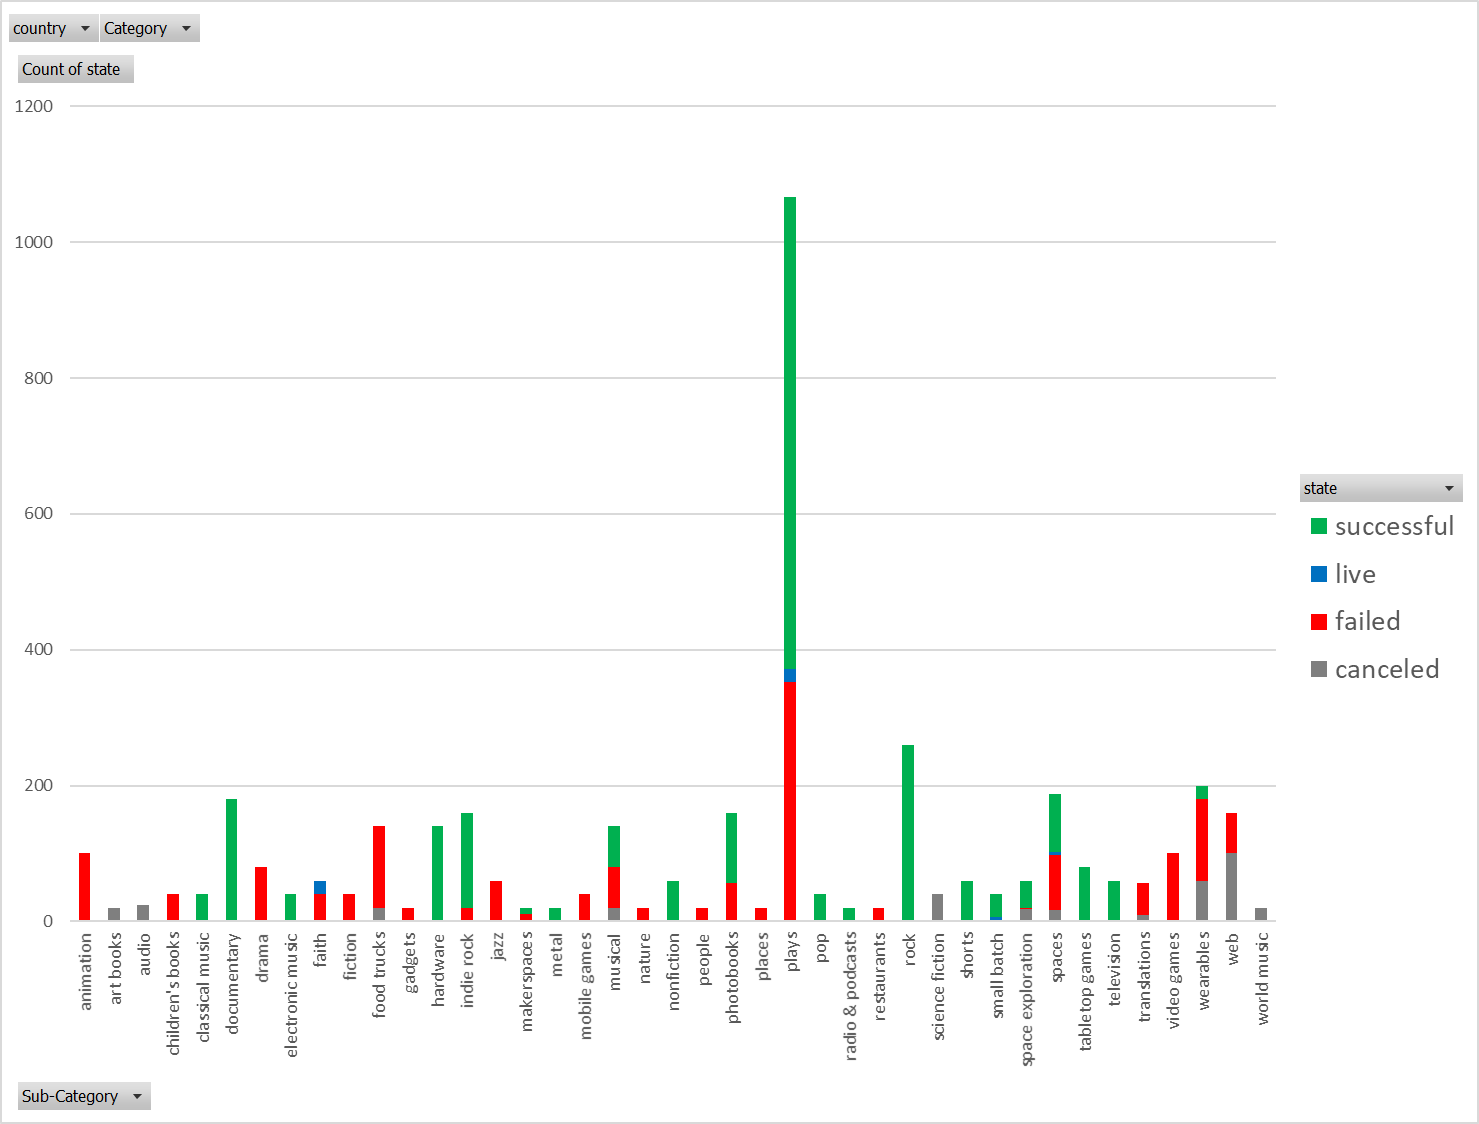 country Category
Count of state
1200
1000
800
600
400
200
0
state
successful
live
failed
canceled
animation
art books
audio
children's books
classical music
documentary
drama
electronic music
faith
fiction
food trucks
gadgets
hardware
indie rock
jazz
makerspaces
metal
mobile games
musical
nature
nonfiction
people
photobooks
places
plays
pop
radio & podcasts
restaurants
rock
science fiction
shorts
small batch
space exploration
spaces
tabletop games
television
translations
video games
wearables
web
world music
Sub-Category